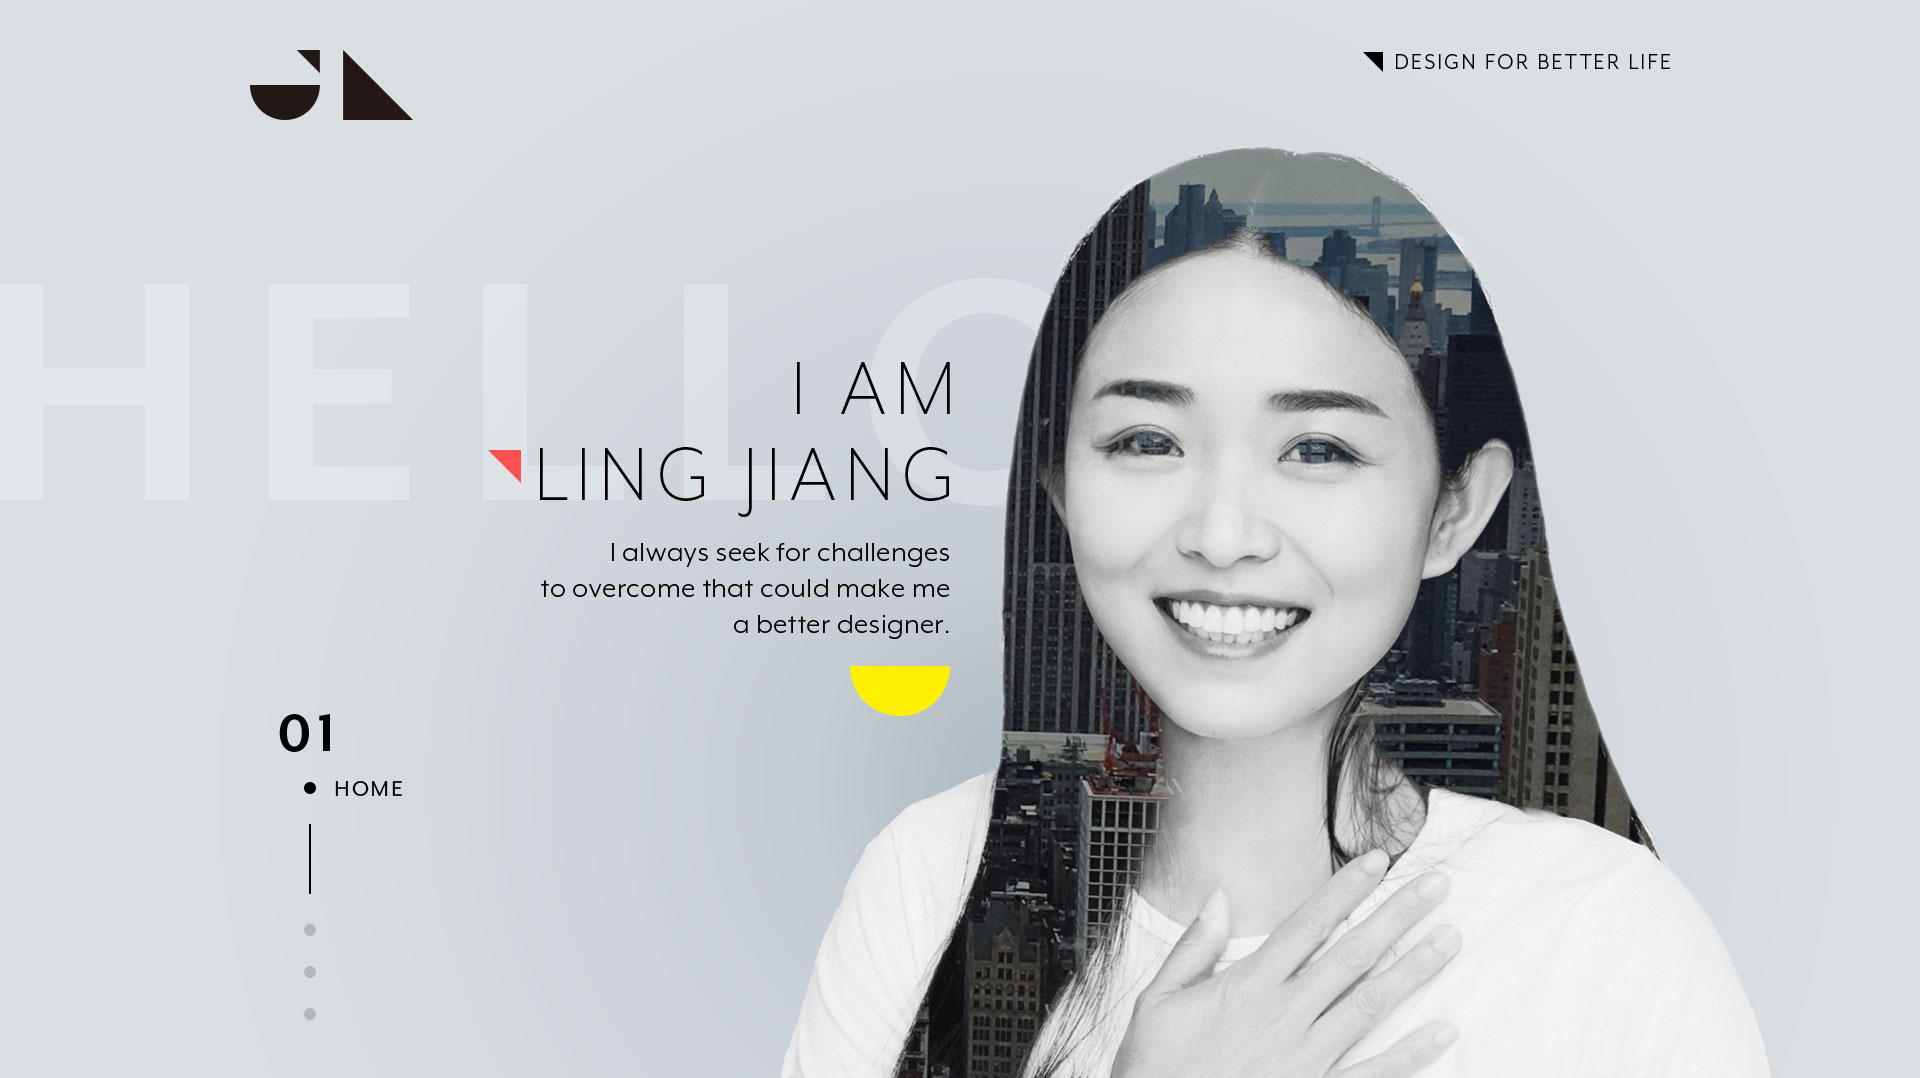 DESIGN FOR BETTER LIFE
HELLO
I AM
LING JIANG
I always seek for challenges
to overcome that could make me
a better designer.
01
HOME